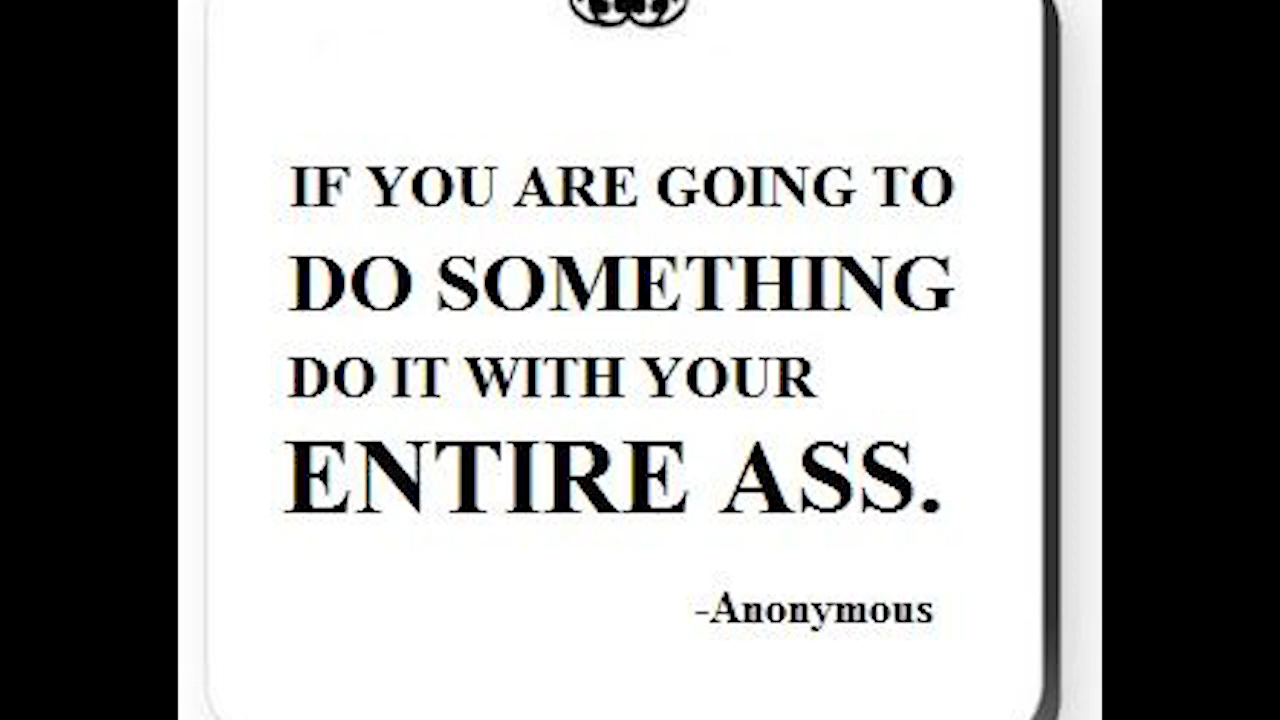 IF YOU ARE GOING TO
DO SOMETHING
DO IT WITH YOUR
ENTIRE ASS.
-Anonymous